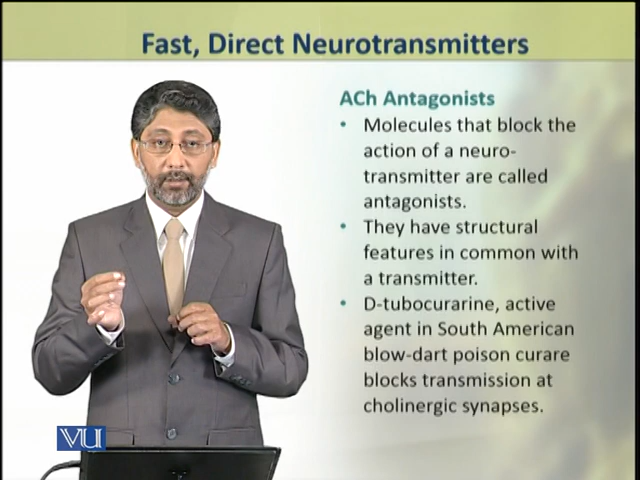 Fast, Direct Neurotransmitters
ACh Antagonists
• Molecules that block the
action of a neuro-
transmitter are called
antagonists.
• They have structural
features in common with
a transmitter.
• D-tubocurarine, active
agent in South American
blow-dart poison curare
blocks transmission at
cholinergic synapses.
VU